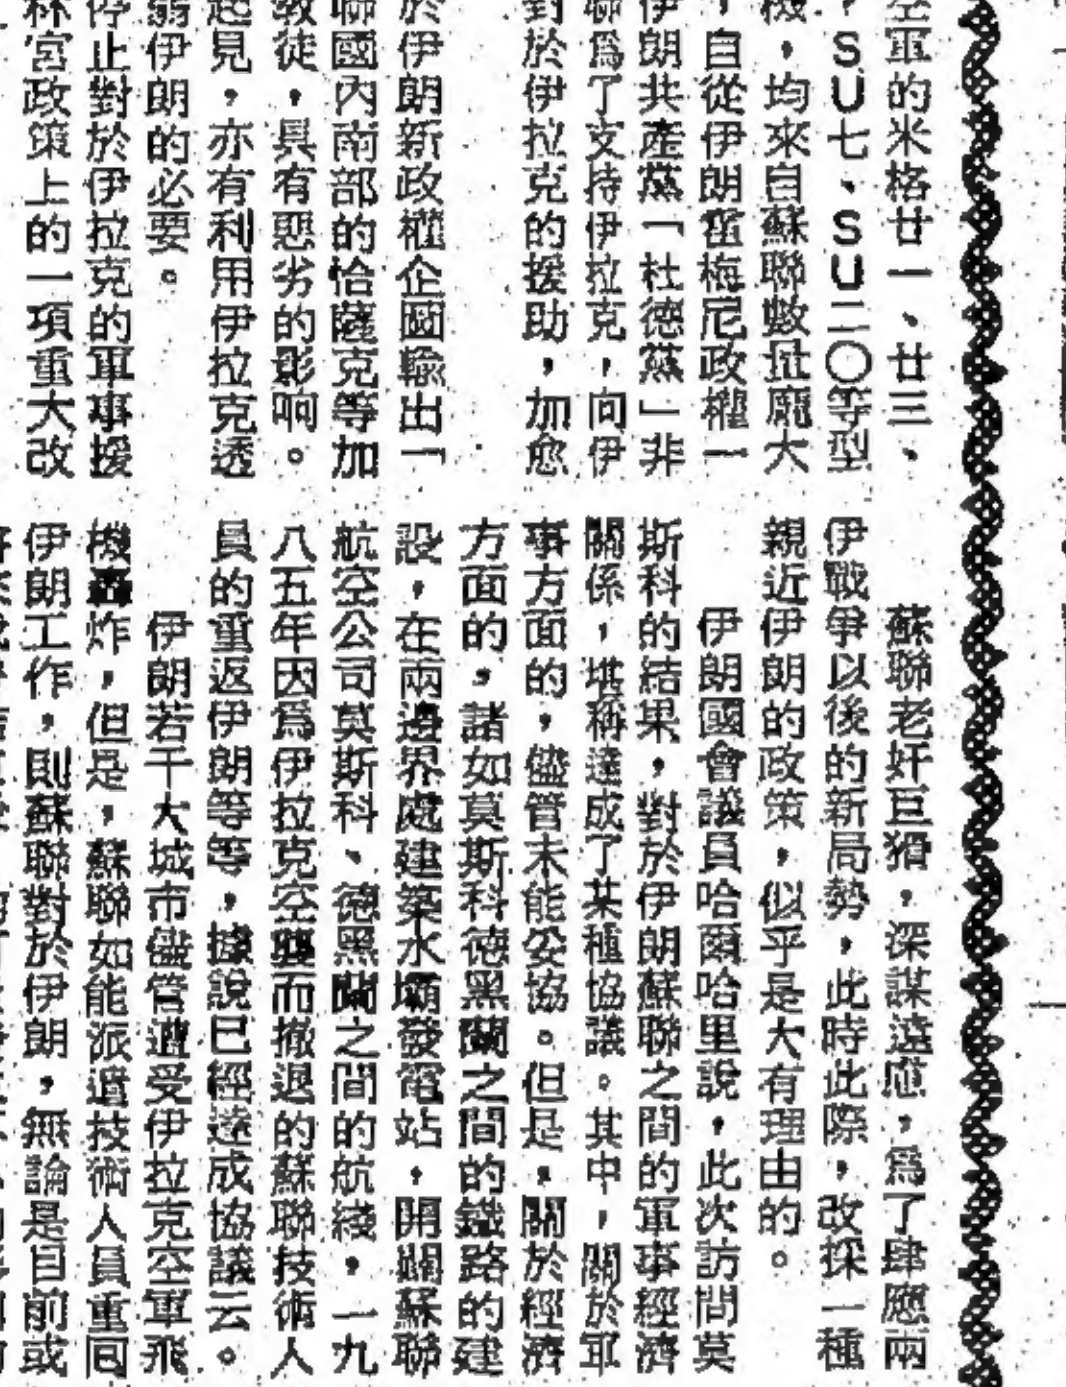 空軍的米格廿一、廿三、
，SU七、SU二〇等型
機，均來自蘇聯數量龐大
，自從伊朗霍梅尼政權一
伊朗共產黨「杜德黨」非
聯爲了支持伊拉克，向伊
對於伊拉克的援助，加愈
於伊朗新政權企圖輸出一
聯國內南部的恰薩克等加
教徒，具有惡劣的影响。
起見，亦有利用伊拉克透
弱伊朗的必要。
停止對於伊拉克的軍事援
林宮政策上的一項重大改
蘇聯老奸巨猾，深謀遠慮，爲了肆應兩
伊戰爭以後的新局勢，此時此際，改採一種
親近伊朗的政策，似乎是大有理由的。
伊朗國會議員哈爾哈里說，此次訪問莫
斯科的結果，對於伊朗蘇聯之間的軍事經濟
關係，堪稱達成了某種協議。其中，關於軍
事方面的，儘管未能妥協。但是，關於經濟
方面的，諸如莫斯科德黑蘭之間的鐵路的建
設，在兩邊界處建築水壩發電站，開闢蘇聯
航空公司莫斯科、德黑蘭之間的航綫，一九
八五年因爲伊拉克空襲而撤退的蘇聯技術人
員的重返伊朗等等，據說已經達成協議云。
伊朗若干大城市儘管遭受伊拉克空軍飛
機轟炸，但是，蘇聯如能派遣技術人員重囘
伊朗工作，則蘇聯對於伊朗，無論是目前或